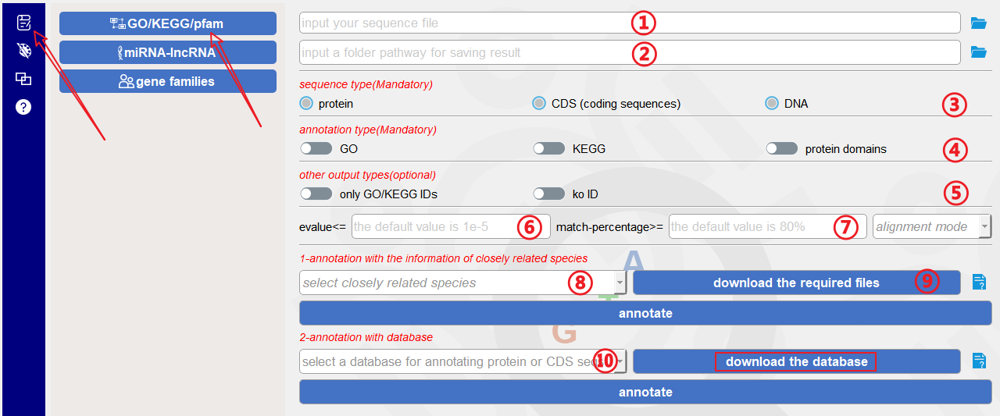 GO/KEGG/pfam
miRNA-lncRNA
gene families
input your sequence file ①
input a folder pathway for saving result ②
sequence type(Mandatory)
protein CDS (coding sequences) DNA ③
annotation type(Mandatory)
GO KEGG protein domains ④
other output types(optional)
only GO/KEGG IDs ko ID ⑤
evalue<= the default value is 1e-5 ⑥ match-percentage>= the default value is 80% ⑦ alignment mode
1-annotation with the information of closely related species
A
select closely related species ⑧ download the required files ⑨
T
annotate
G
2-annotation with database
select a database for annotating protein or CDS seq ⑩ download the database
annotate